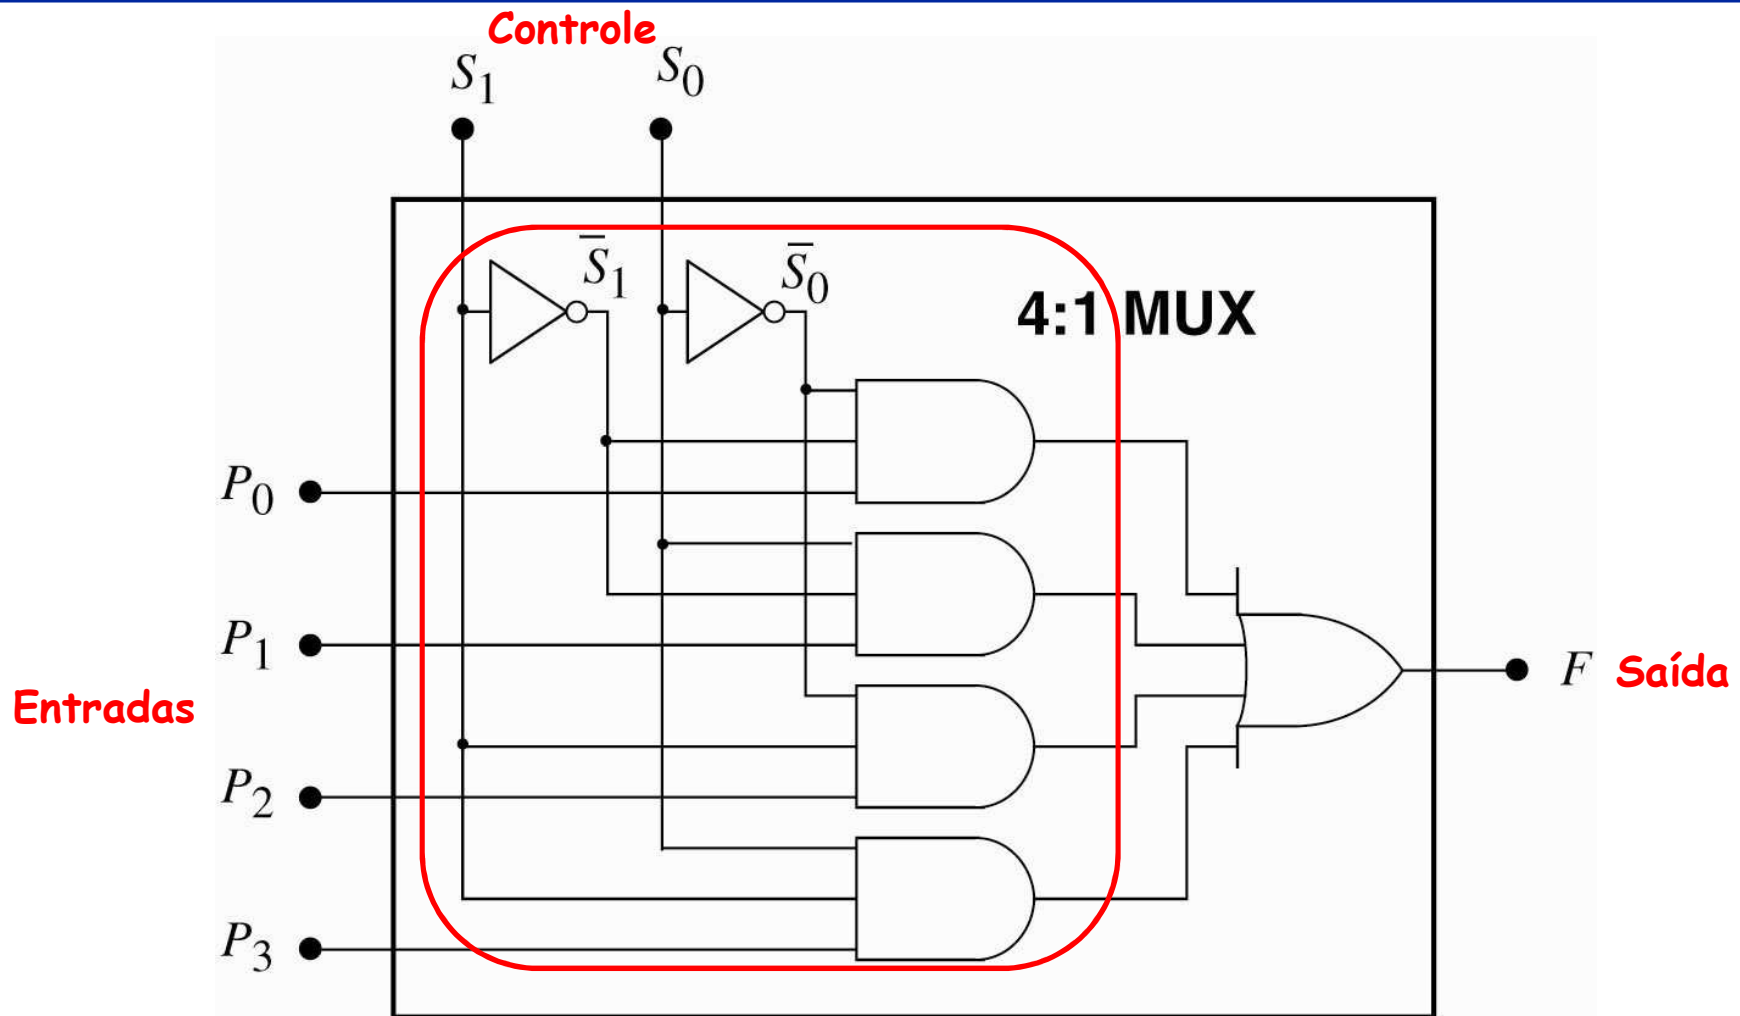 Controle
S1 S0
S̅1 S̅0
4:1 MUX
P0
P1
F Saída
Entradas
P2
P3